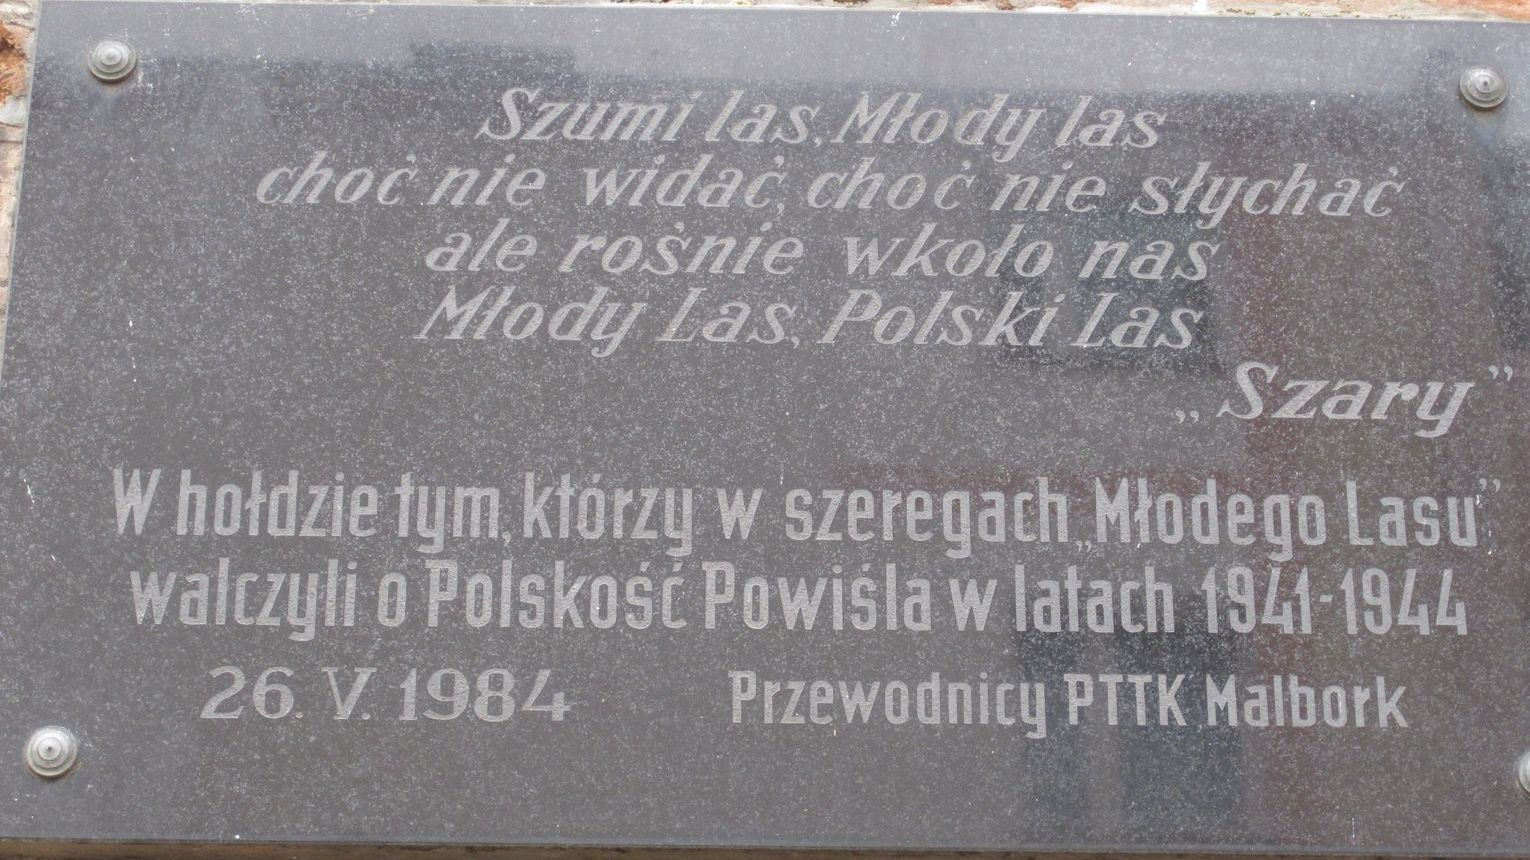 Szumi las, Młody las
choć nie widać, choć nie słychać
ale rośnie wkoło nas
Młody Las, Polski Las
„Szary”
W hołdzie tym, którzy w szeregach „Młodego Lasu”
walczyli o Polskość Powiśla w latach 1941-1944
26. V. 1984 Przewodnicy PTTK Malbork